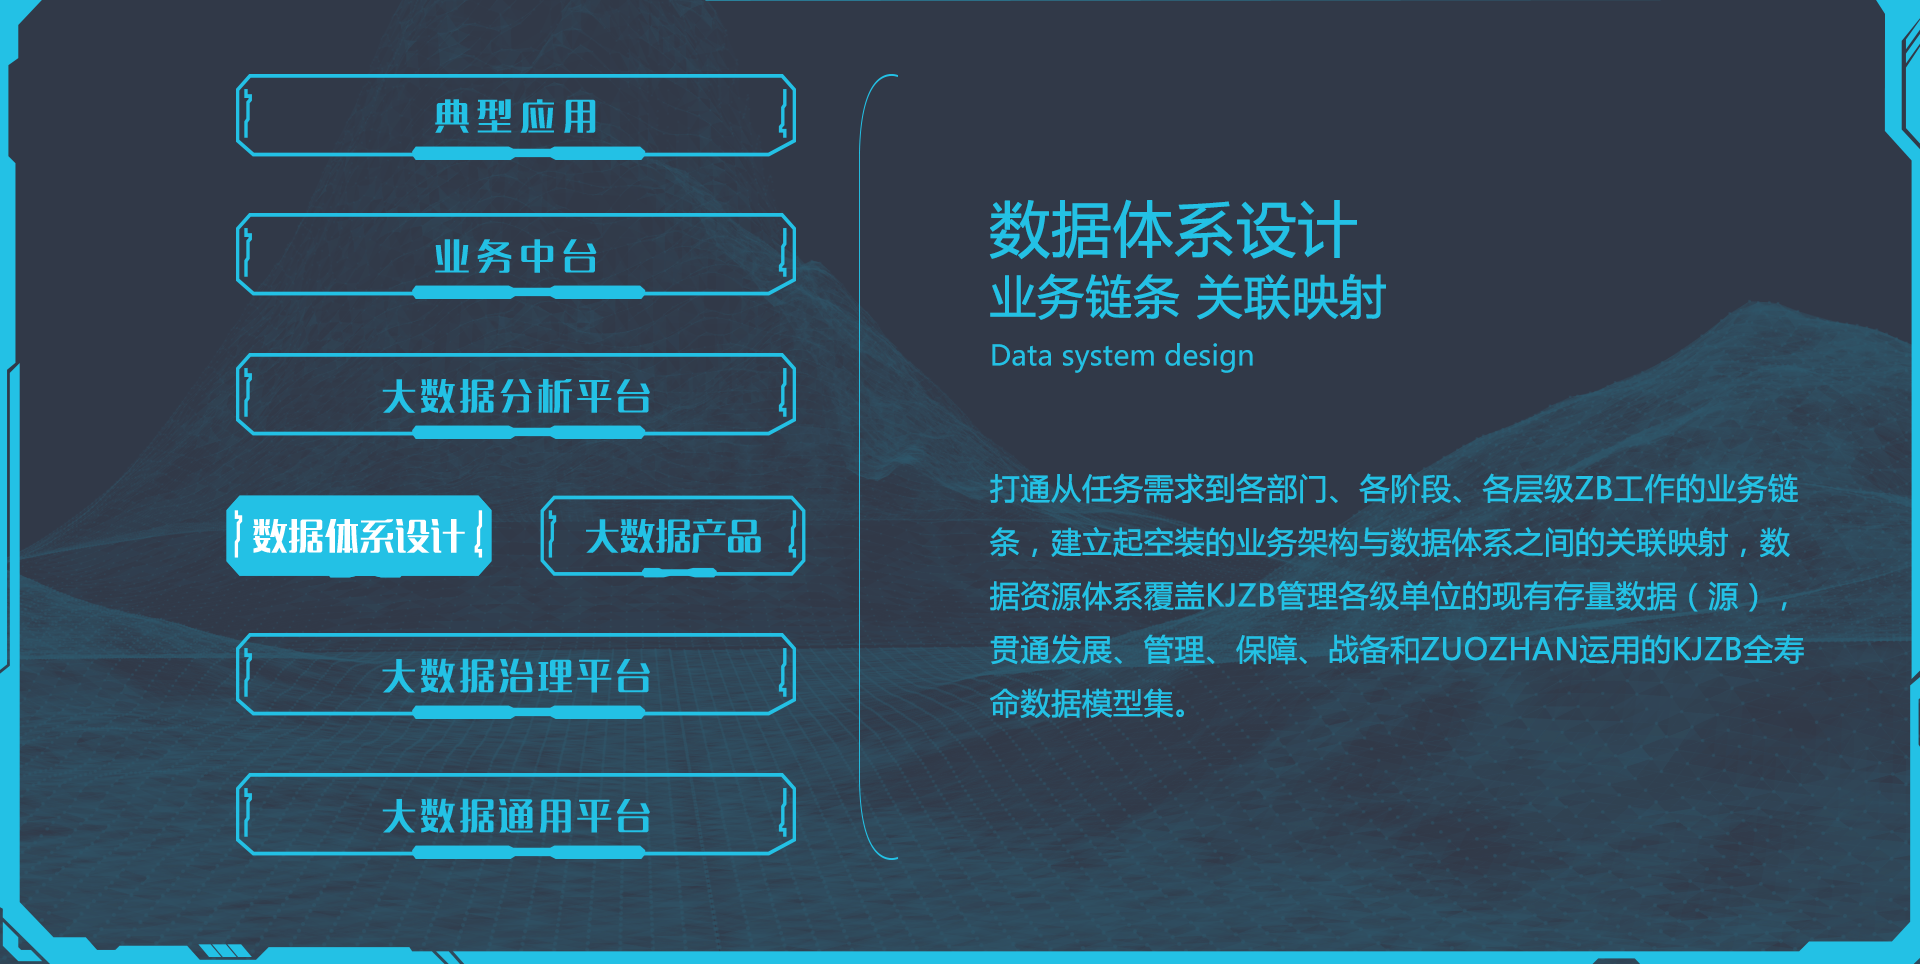 典型应用
业务中台
大数据分析平台
数据体系设计
大数据产品
大数据治理平台
大数据通用平台
数据体系设计
业务链条 关联映射
Data system design
打通从任务需求到各部门、各阶段、各层级ZB工作的业务链
条，建立起空装的业务架构与数据体系之间的关联映射，数
据资源体系覆盖KJZB管理各级单位的现有存量数据（源），
贯通发展、管理、保障、战备和ZUOZHAN运用的KJZB全寿
命数据模型集。